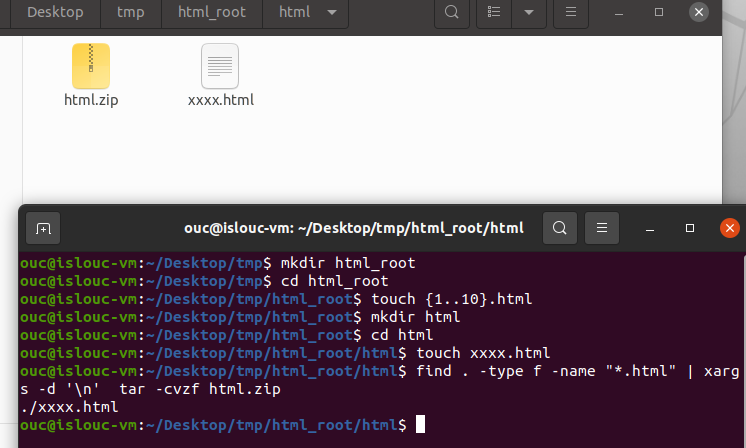 Desktop tmp html_root html
html.zip xxxx.html
ouc@islouc-vm: ~/Desktop/tmp/html_root/html
ouc@islouc-vm:~/Desktop/tmp$ mkdir html_root
ouc@islouc-vm:~/Desktop/tmp$ cd html_root
ouc@islouc-vm:~/Desktop/tmp/html_root$ touch {1..10}.html
ouc@islouc-vm:~/Desktop/tmp/html_root$ mkdir html
ouc@islouc-vm:~/Desktop/tmp/html_root$ cd html
ouc@islouc-vm:~/Desktop/tmp/html_root/html$ touch xxxx.html
ouc@islouc-vm:~/Desktop/tmp/html_root/html$ find . -type f -name "*.html" | xarg
s -d '\n'  tar -cvzf html.zip
./xxxx.html
ouc@islouc-vm:~/Desktop/tmp/html_root/html$